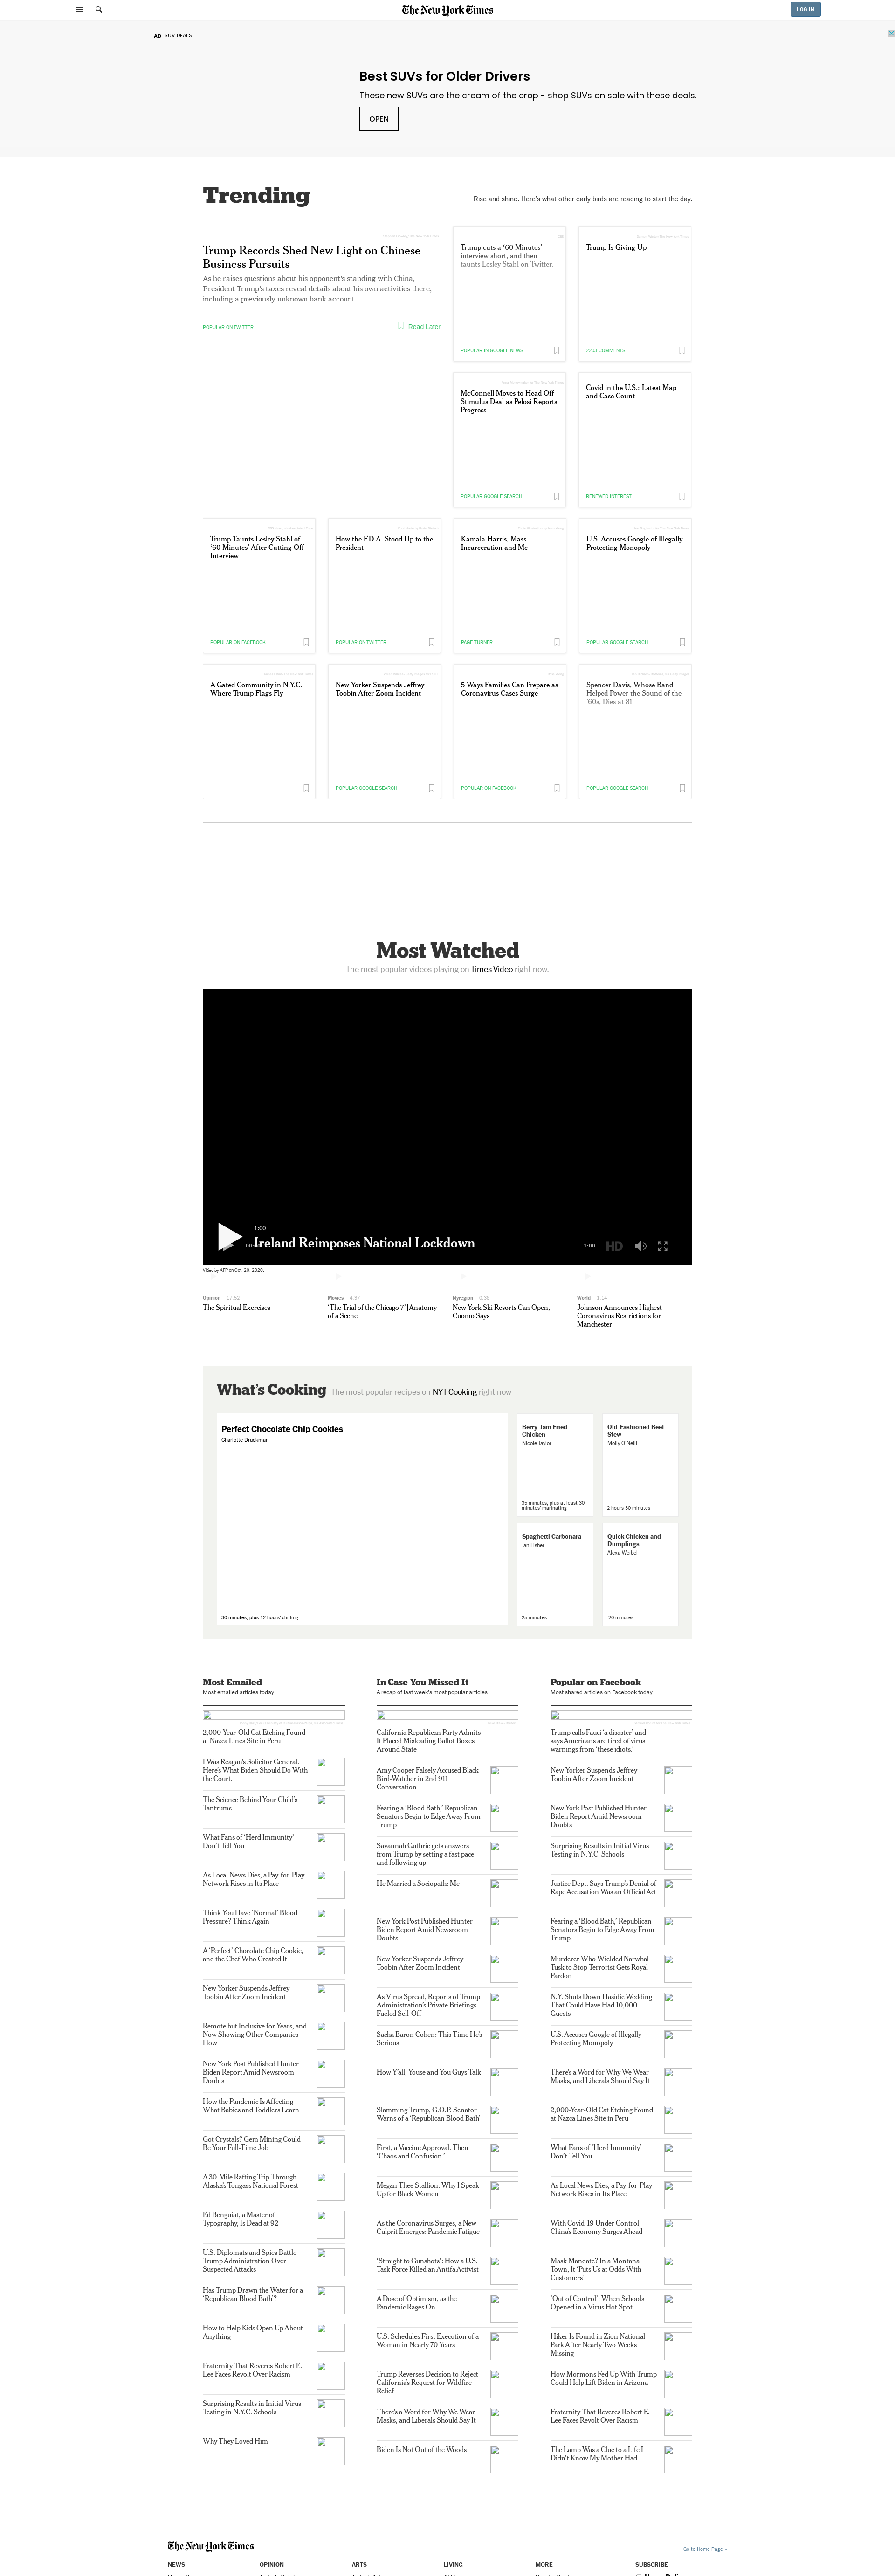 The New York Times
LOG IN
AD SUV DEALS
Best SUVs for Older Drivers
These new SUVs are the cream of the crop - shop SUVs on sale with these deals.
OPEN
Trending
Rise and shine. Here's what other early birds are reading to start the day.
Trump Records Shed New Light on Chinese
Business Pursuits
As he raises questions about his opponent's standing with China,
President Trump's taxes reveal details about his own activities there,
including a previously unknown bank account.
POPULAR ON TWITTER
Read Later
Trump cuts a '60 Minutes'
interview short, and then
taunts Lesley Stahl on Twitter.
POPULAR IN GOOGLE NEWS
Trump Is Giving Up
2203 COMMENTS
McConnell Moves to Head Off
Stimulus Deal as Pelosi Reports
Progress
POPULAR GOOGLE SEARCH
Covid in the U.S.: Latest Map
and Case Count
RENEWED INTEREST
Trump Taunts Lesley Stahl of
'60 Minutes' After Cutting Off
Interview
POPULAR ON FACEBOOK
How the F.D.A. Stood Up to the
President
POPULAR ON TWITTER
Kamala Harris, Mass
Incarceration and Me
PAGE-TURNER
U.S. Accuses Google of Illegally
Protecting Monopoly
POPULAR GOOGLE SEARCH
A Gated Community in N.Y.C.
Where Trump Flags Fly
New Yorker Suspends Jeffrey
Toobin After Zoom Incident
POPULAR GOOGLE SEARCH
5 Ways Families Can Prepare as
Coronavirus Cases Surge
POPULAR ON FACEBOOK
Spencer Davis, Whose Band
Helped Power the Sound of the
'60s, Dies at 81
POPULAR GOOGLE SEARCH
Most Watched
The most popular videos playing on Times Video right now.
1:00
Ireland Reimposes National Lockdown
1:00
HD
Video by AFP on Oct. 20, 2020.
Opinion 17:52
The Spiritual Exercises
Movies 4:37
'The Trial of the Chicago 7' | Anatomy
of a Scene
Nyregion 0:38
New York Ski Resorts Can Open,
Cuomo Says
World 1:14
Johnson Announces Highest
Coronavirus Restrictions for
Manchester
What's Cooking The most popular recipes on NYT Cooking right now
Perfect Chocolate Chip Cookies
Charlotte Druckman
30 minutes, plus 12 hours' chilling
Berry-Jam Fried
Chicken
Nicole Taylor
35 minutes, plus at least 30
minutes' marinating
Old-Fashioned Beef
Stew
Molly O'Neill
2 hours 30 minutes
Spaghetti Carbonara
Ian Fisher
25 minutes
Quick Chicken and
Dumplings
Alexa Weibel
20 minutes
Most Emailed
Most emailed articles today
2,000-Year-Old Cat Etching Found
at Nazca Lines Site in Peru
I Was Reagan's Solicitor General.
Here's What Biden Should Do With
the Court.
The Science Behind Your Child's
Tantrums
What Fans of 'Herd Immunity'
Don't Tell You
As Local News Dies, a Pay-for-Play
Network Rises in Its Place
Think You Have 'Normal' Blood
Pressure? Think Again
A 'Perfect' Chocolate Chip Cookie,
and the Chef Who Created It
New Yorker Suspends Jeffrey
Toobin After Zoom Incident
Remote but Inclusive for Years, and
Now Showing Other Companies
How
New York Post Published Hunter
Biden Report Amid Newsroom
Doubts
How the Pandemic Is Affecting
What Babies and Toddlers Learn
Got Crystals? Gem Mining Could
Be Your Full-Time Job
A 30-Mile Rafting Trip Through
Alaska's Tongass National Forest
Ed Benguiat, a Master of
Typography, Is Dead at 92
U.S. Diplomats and Spies Battle
Trump Administration Over
Suspected Attacks
Has Trump Drawn the Water for a
'Republican Blood Bath'?
How to Help Kids Open Up About
Anything
Fraternity That Reveres Robert E.
Lee Faces Revolt Over Racism
Surprising Results in Initial Virus
Testing in N.Y.C. Schools
Why They Loved Him
In Case You Missed It
A recap of last week's most popular articles
California Republican Party Admits
It Placed Misleading Ballot Boxes
Around State
Amy Cooper Falsely Accused Black
Bird-Watcher in 2nd 911
Conversation
Fearing a 'Blood Bath,' Republican
Senators Begin to Edge Away From
Trump
Savannah Guthrie gets answers
from Trump by setting a fast pace
and following up.
He Married a Sociopath: Me
New York Post Published Hunter
Biden Report Amid Newsroom
Doubts
New Yorker Suspends Jeffrey
Toobin After Zoom Incident
As Virus Spread, Reports of Trump
Administration's Private Briefings
Fueled Sell-Off
Sacha Baron Cohen: This Time He's
Serious
How Y'all, Youse and You Guys Talk
Slamming Trump, G.O.P. Senator
Warns of a 'Republican Blood Bath'
First, a Vaccine Approval. Then
'Chaos and Confusion.'
Megan Thee Stallion: Why I Speak
Up for Black Women
As the Coronavirus Surges, a New
Culprit Emerges: Pandemic Fatigue
'Straight to Gunshots': How a U.S.
Task Force Killed an Antifa Activist
A Dose of Optimism, as the
Pandemic Rages On
U.S. Schedules First Execution of a
Woman in Nearly 70 Years
Trump Reverses Decision to Reject
California's Request for Wildfire
Relief
There's a Word for Why We Wear
Masks, and Liberals Should Say It
Biden Is Not Out of the Woods
Popular on Facebook
Most shared articles on Facebook today
Trump calls Fauci 'a disaster' and
says Americans are tired of virus
warnings from 'these idiots.'
New Yorker Suspends Jeffrey
Toobin After Zoom Incident
New York Post Published Hunter
Biden Report Amid Newsroom
Doubts
Surprising Results in Initial Virus
Testing in N.Y.C. Schools
Justice Dept. Says Trump's Denial of
Rape Accusation Was an Official Act
Fearing a 'Blood Bath,' Republican
Senators Begin to Edge Away From
Trump
Murderer Who Wielded Narwhal
Tusk to Stop Terrorist Gets Royal
Pardon
N.Y. Shuts Down Hasidic Wedding
That Could Have Had 10,000
Guests
U.S. Accuses Google of Illegally
Protecting Monopoly
There's a Word for Why We Wear
Masks, and Liberals Should Say It
2,000-Year-Old Cat Etching Found
at Nazca Lines Site in Peru
What Fans of 'Herd Immunity'
Don't Tell You
As Local News Dies, a Pay-for-Play
Network Rises in Its Place
With Covid-19 Under Control,
China's Economy Surges Ahead
Mask Mandate? In a Montana
Town, It 'Puts Us at Odds With
Customers'
'Out of Control': When Schools
Opened in a Virus Hot Spot
Hiker Is Found in Zion National
Park After Nearly Two Weeks
Missing
How Mormons Fed Up With Trump
Could Help Lift Biden in Arizona
Fraternity That Reveres Robert E.
Lee Faces Revolt Over Racism
The Lamp Was a Clue to a Life I
Didn't Know My Mother Had
The New York Times
Go to Home Page »
NEWS
OPINION
ARTS
LIVING
MORE
SUBSCRIBE